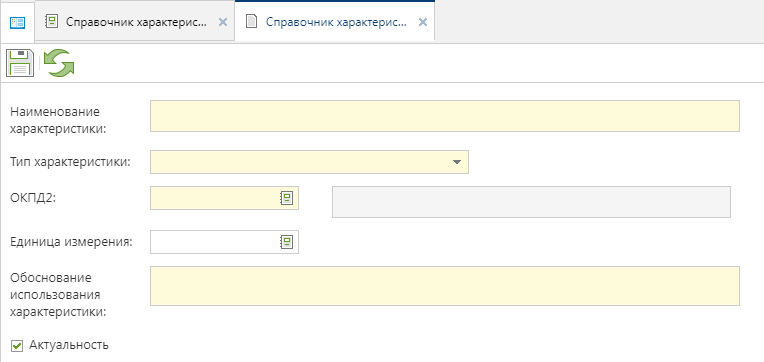 Справочник характерис...
Справочник характерис...
Наименование
характеристики:
Тип характеристики:
ОКПД2:
Единица измерения:
Обоснование
использования
характеристики:
Актуальность